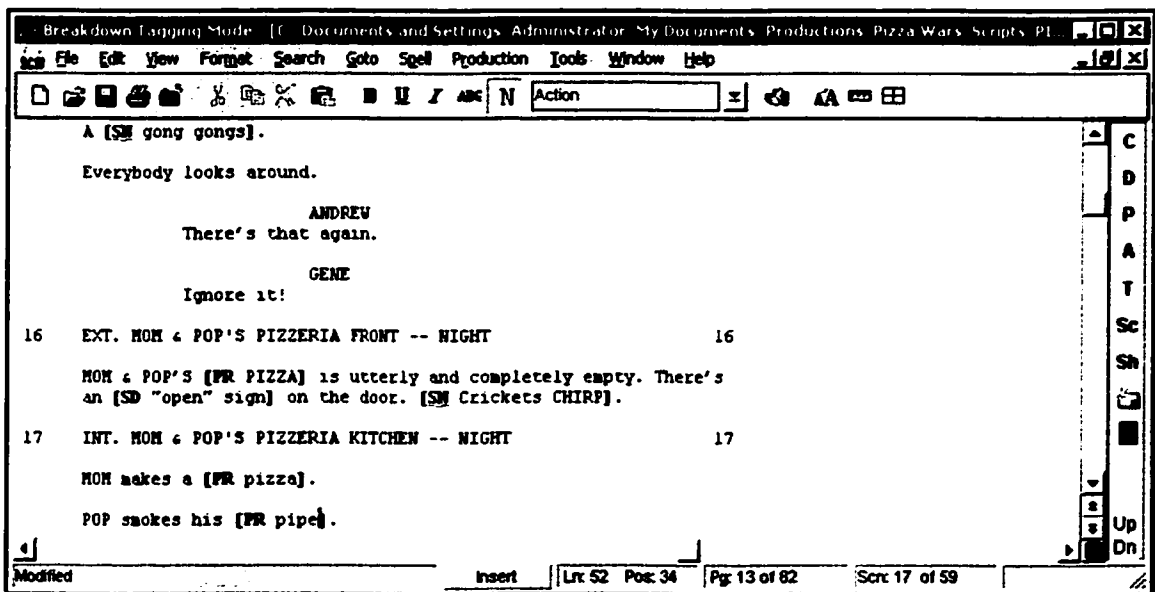 Breakdown Tagging Mode [C Documents and Settings Administrator My Documents Productions Pizza Wars Scripts PI...
File Edit View Format Search Goto Spell Production Tools Window Help
B U I ABC N Action
A [SM gong gongs].
C
Everybody looks around.
D
ANDREW
P
There's that again.
A
GENE
T
Ignore it!
Sc
16 EXT. MOM & POP'S PIZZERIA FRONT -- NIGHT 16
Sh
MOM & POP'S [PR PIZZA] is utterly and completely empty. There's
an [SD "open" sign] on the door. [SM Crickets CHIRP].
17 INT. MOM & POP'S PIZZERIA KITCHEN -- NIGHT 17
MOM makes a [PR pizza].
POP smokes his [PR pipe].
Up
Dn
Modified Insert Ln: 52 Pos: 34 Pg: 13 of 82 Scn: 17 of 59